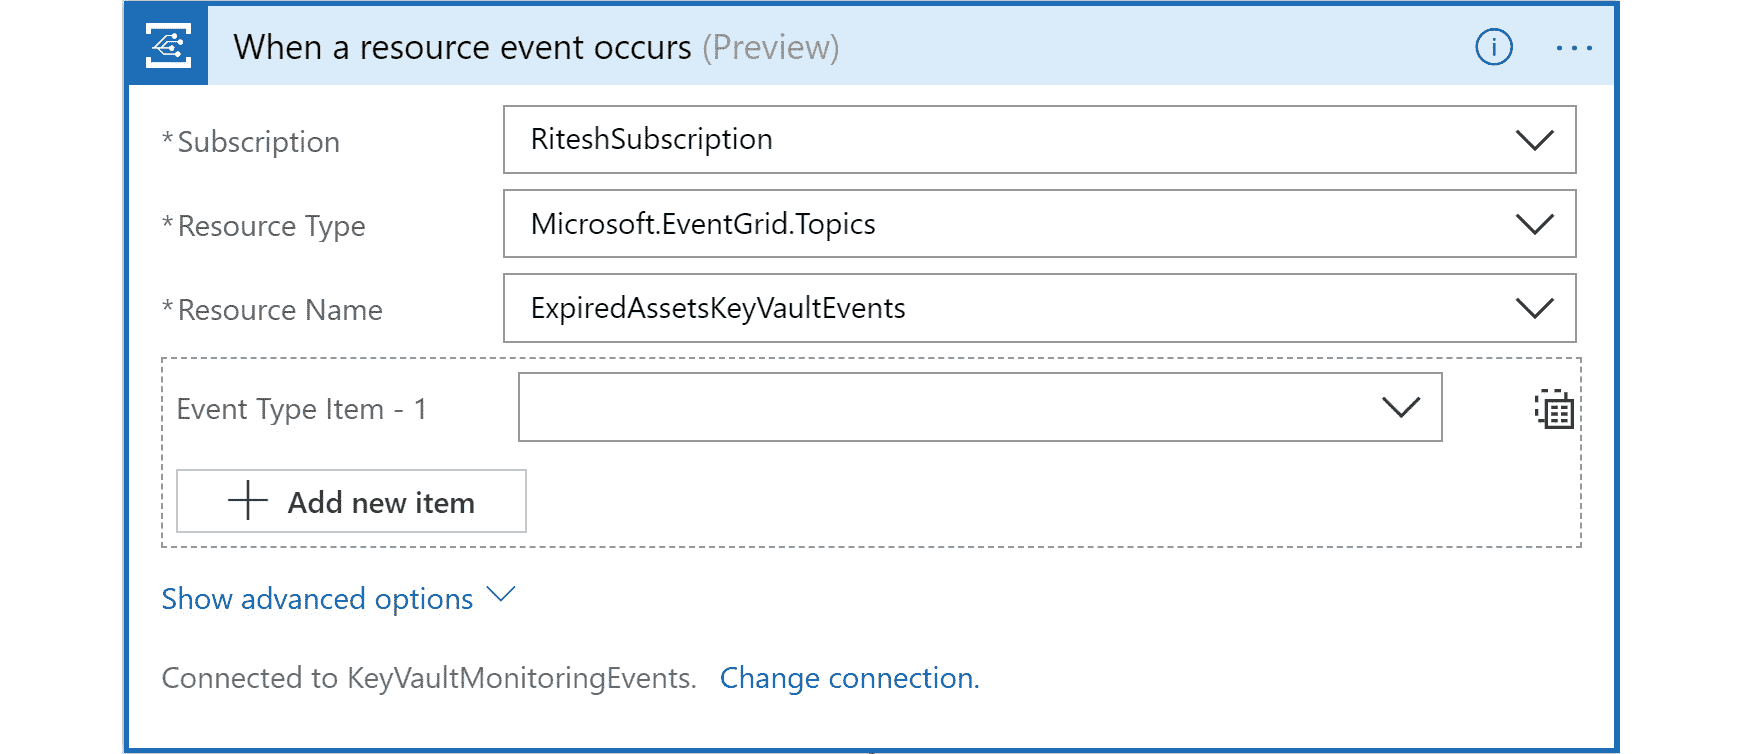 When a resource event occurs (Preview)
*Subscription RiteshSubscription
*Resource Type Microsoft.EventGrid.Topics
*Resource Name ExpiredAssetsKeyVaultEvents
Event Type Item - 1
Add new item
Show advanced options
Connected to KeyVaultMonitoringEvents. Change connection.